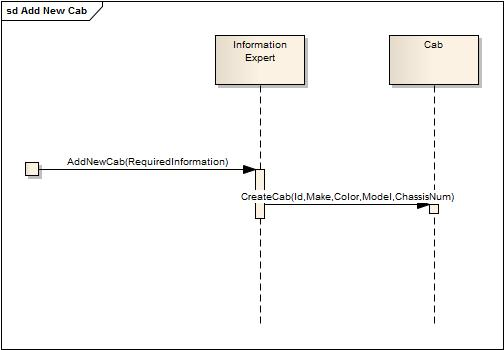 sd Add New Cab
Information
Expert
Cab
AddNewCab(RequiredInformation)
CreateCab(Id,Make,Color,Model,ChassisNum)